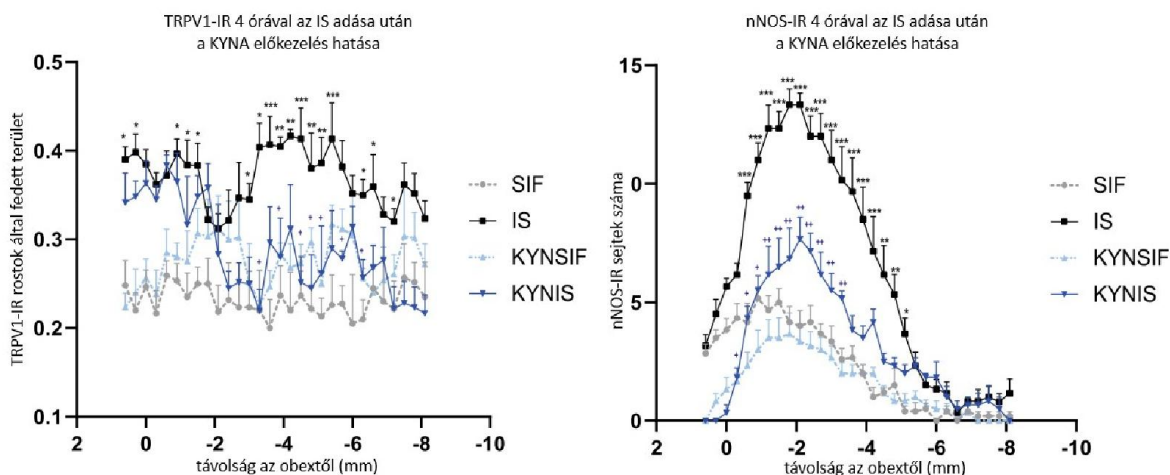 TRPV1-IR 4 órával az IS adása után
a KYNA előkezelés hatása
TRPV1-IR rostok által fedett terület
0.5
0.4
0.3
0.2
0.1
2
0
-2
-4
-6
-8
-10
távolság az obextől (mm)
SIF
IS
KYNSIF
KYNIS
nNOS-IR 4 órával az IS adása után
a KYNA előkezelés hatása
nNOS-IR sejtek száma
15
0
5
0
2
0
-2
-4
-6
-8
-10
távolság az obextől (mm)
SIF
IS
KYNSIF
KYNIS